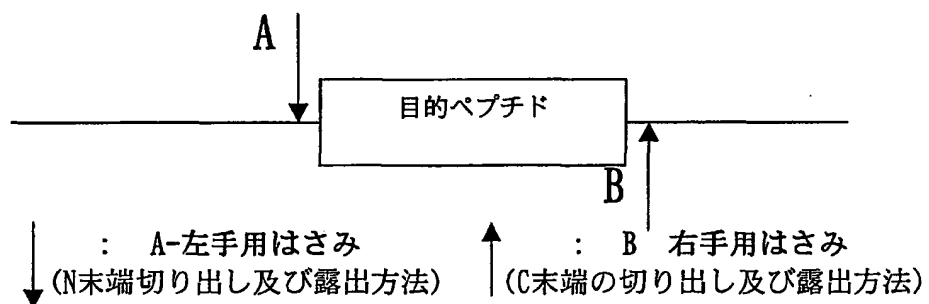 A
目的ペプチド
B
: A-左手用はさみ : B 右手用はさみ
(N末端切り出し及び露出方法) (C末端の切り出し及び露出方法)